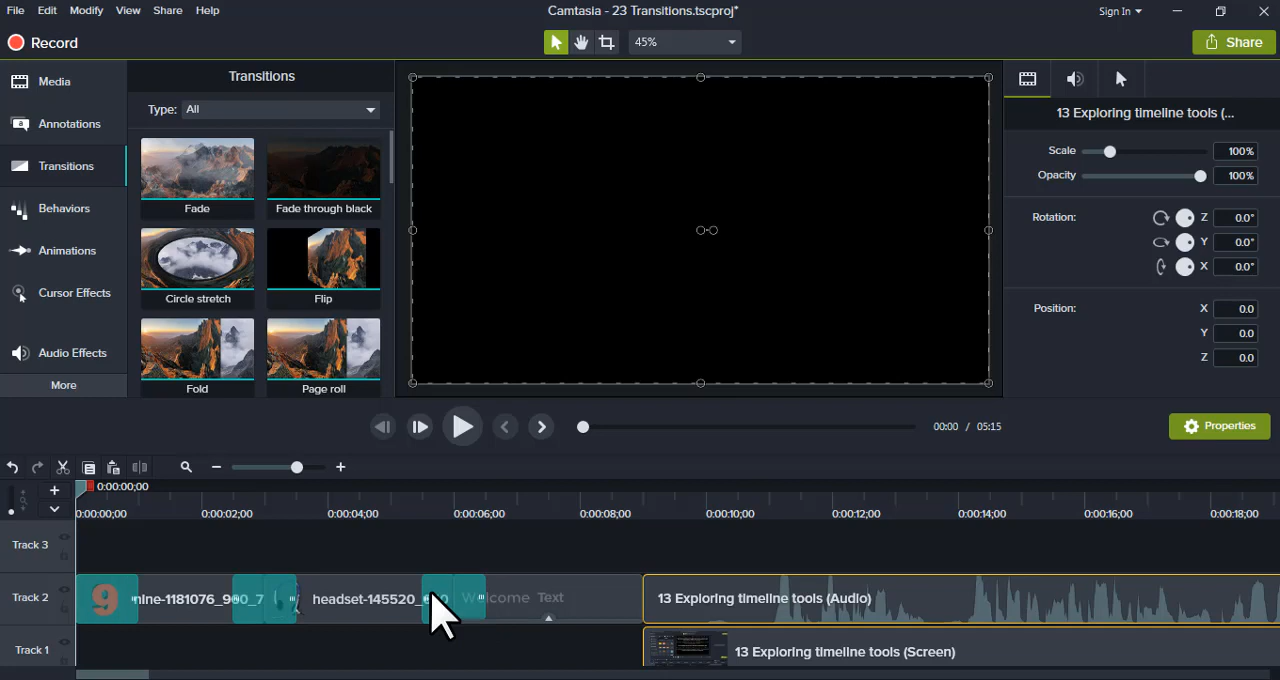 File Edit Modify View Share Help
Camtasia - 23 Transitions.tscproj*
Sign In
Record
45%
Share
Media
Annotations
Transitions
Behaviors
Animations
Cursor Effects
Audio Effects
More
Transitions
Type: All
Fade
Fade through black
Circle stretch
Flip
Fold
Page roll
13 Exploring timeline tools (...
Scale 100%
Opacity 100%
Rotation: Z 0.0°
Y 0.0°
X 0.0°
Position: X 0.0
Y 0.0
Z 0.0
00:00 / 05:15
Properties
0:00:00;00
0:00:00;00 0:00:02;00 0:00:04;00 0:00:06;00 0:00:08;00 0:00:10;00 0:00:12;00 0:00:14;00 0:00:16;00 0:00:18;00
Track 3
Track 2
9
headset-145520_
Text
13 Exploring timeline tools (Audio)
Track 1
13 Exploring timeline tools (Screen)